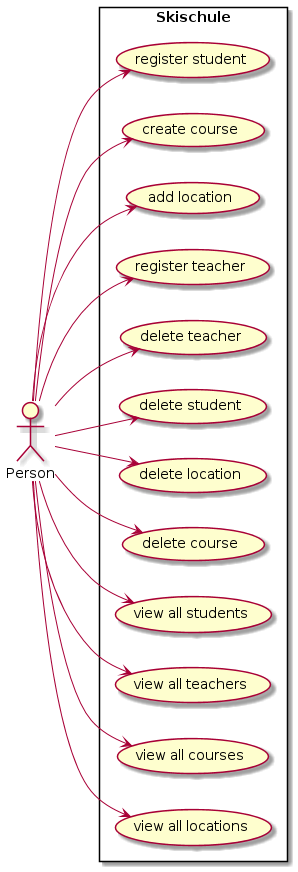 Skischule
register student
create course
add location
register teacher
delete teacher
delete student
Person
delete location
delete course
view all students
view all teachers
view all courses
view all locations